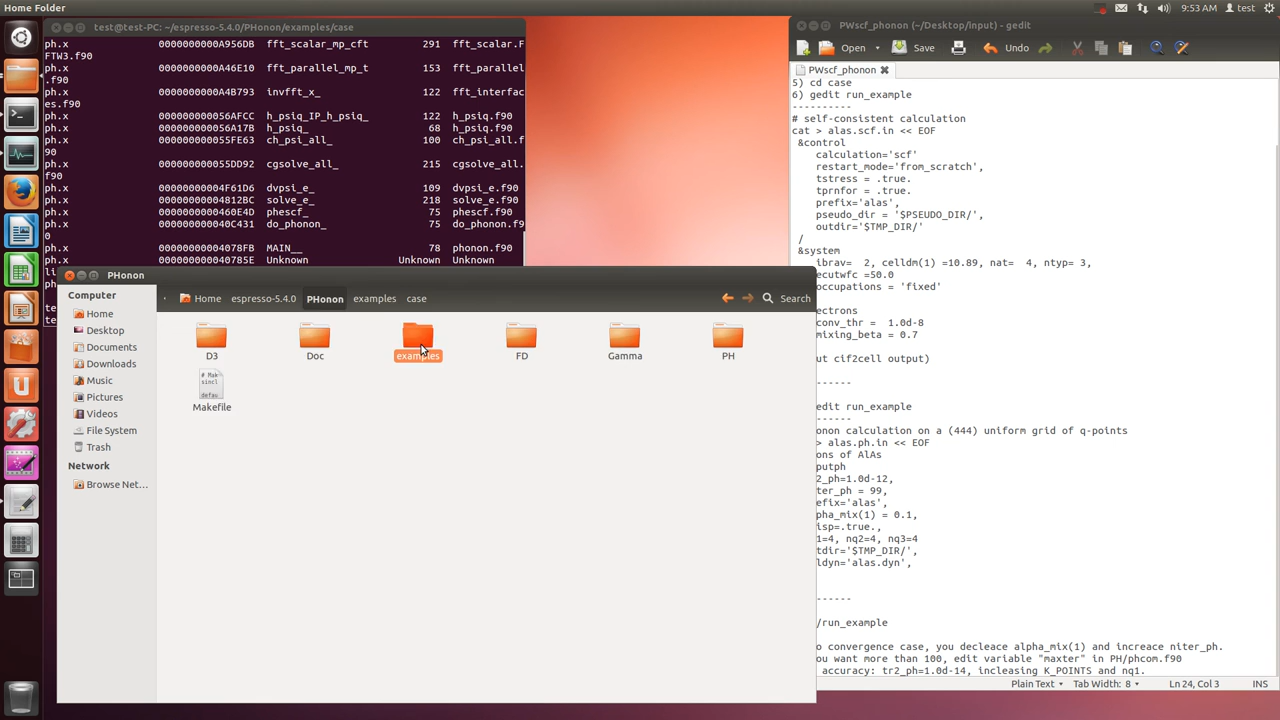 Home Folder
9:53 AM
test
test@test-PC: ~/espresso-5.4.0/PHonon/examples/case
ph.x 0000000000A956DB fft_scalar_mp_cft 291 fft_scalar.F
FTW3.f90
ph.x 0000000000A46E10 fft_parallel_mp_t 153 fft_parallel
.f90
ph.x 0000000000A4B793 invfft_x_ 122 fft_interfac
es.f90
ph.x 000000000056AFCC h_psiq_IP_h_psiq_ 122 h_psiq.f90
ph.x 000000000056A17B h_psiq_ 68 h_psiq.f90
ph.x 000000000055FE63 ch_psi_all_ 100 ch_psi_all.f
90
ph.x 000000000055DD92 cgsolve_all_ 215 cgsolve_all.
f90
ph.x 00000000004F61D6 dvpsi_e_ 109 dvpsi_e.f90
ph.x 00000000004812BC solve_e_ 218 solve_e.f90
ph.x 0000000000460E4D phescf_ 75 phescf.f90
ph.x 000000000040C431 do_phonon_ 75 do_phonon.f9
0
ph.x 00000000004078FB MAIN__ 78 phonon.f90
ph.x 000000000040785E Unknown Unknown Unknown
li
te
te
PHonon
Computer
Home
Desktop
Documents
Downloads
Music
Pictures
Videos
File System
Trash
Network
Browse Net...
Home espresso-5.4.0 PHonon examples case
Search
D3 Doc examples FD Gamma PH
# Mak
sincl
defau
Makefile
PWscf_phonon (~/Desktop/input) - gedit
Open Save Undo
PWscf_phonon
5) cd case
6) gedit run_example
----------
# self-consistent calculation
cat > alas.scf.in << EOF
&control
calculation='scf'
restart_mode='from_scratch',
tstress = .true.
tprnfor = .true.
prefix='alas',
pseudo_dir = '$PSEUDO_DIR/',
outdir='$TMP_DIR/'
/
&system
ibrav= 2, celldm(1) =10.89, nat= 4, ntyp= 3,
ecutwfc =50.0
occupations = 'fixed'
ectrons
conv_thr = 1.0d-8
mixing_beta = 0.7
ut cif2cell output)
------
edit run_example
------
onon calculation on a (444) uniform grid of q-points
> alas.ph.in << EOF
ons of AlAs
putph
2_ph=1.0d-12,
ter_ph = 99,
efix='alas',
pha_mix(1) = 0.1,
isp=.true.,
1=4, nq2=4, nq3=4
tdir='$TMP_DIR/',
ldyn='alas.dyn',
------
/run_example
o convergence case, you decleace alpha_mix(1) and increase niter_ph.
ou want more than 100, edit variable "maxter" in PH/phcom.f90
accuracy: tr2_ph=1.0d-14, incleasing K_POINTS and nq1.
Plain Text Tab Width: 8 Ln 24, Col 3 INS